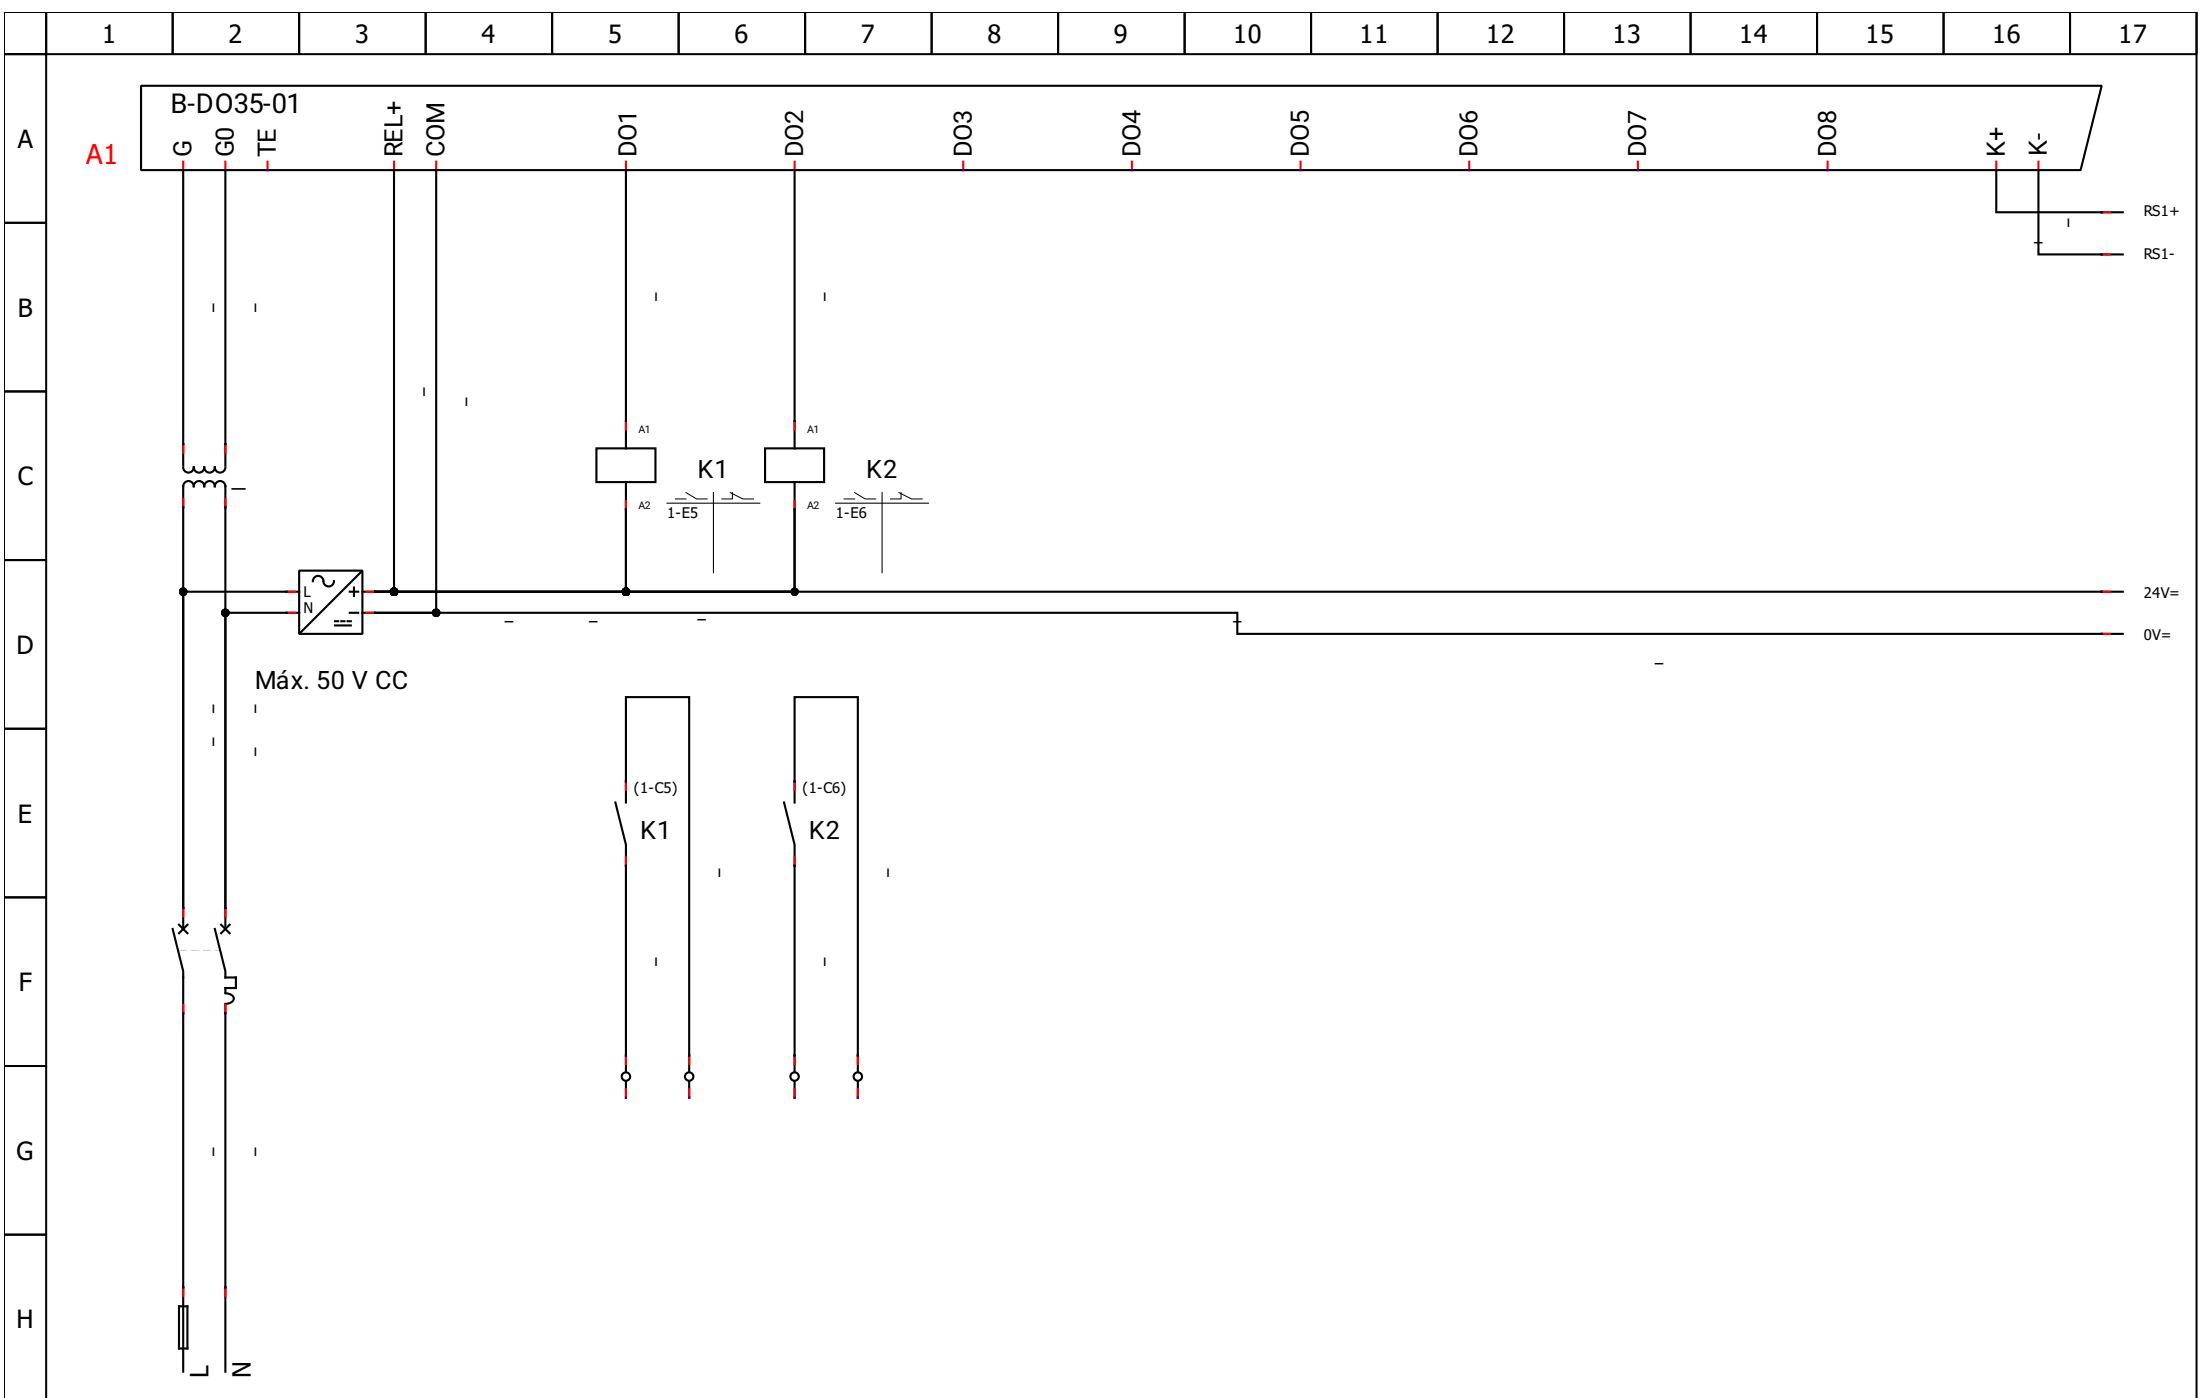 1 2 3 4 5 6 7 8 9 10 11 12 13 14 15 16 17
A
B-DO35-01
A1
G G0 TE REL+ COM DO1 DO2 DO3 DO4 DO5 DO6 DO7 DO8 K+ K-
RS1+
RS1-
B
A1 A1
C
K1 K2
A2 1-E5 A2 1-E6
L + 24V=
N − 0V=
D
Máx. 50 V CC
(1-C5) (1-C6)
E
K1 K2
F
G
H
L N